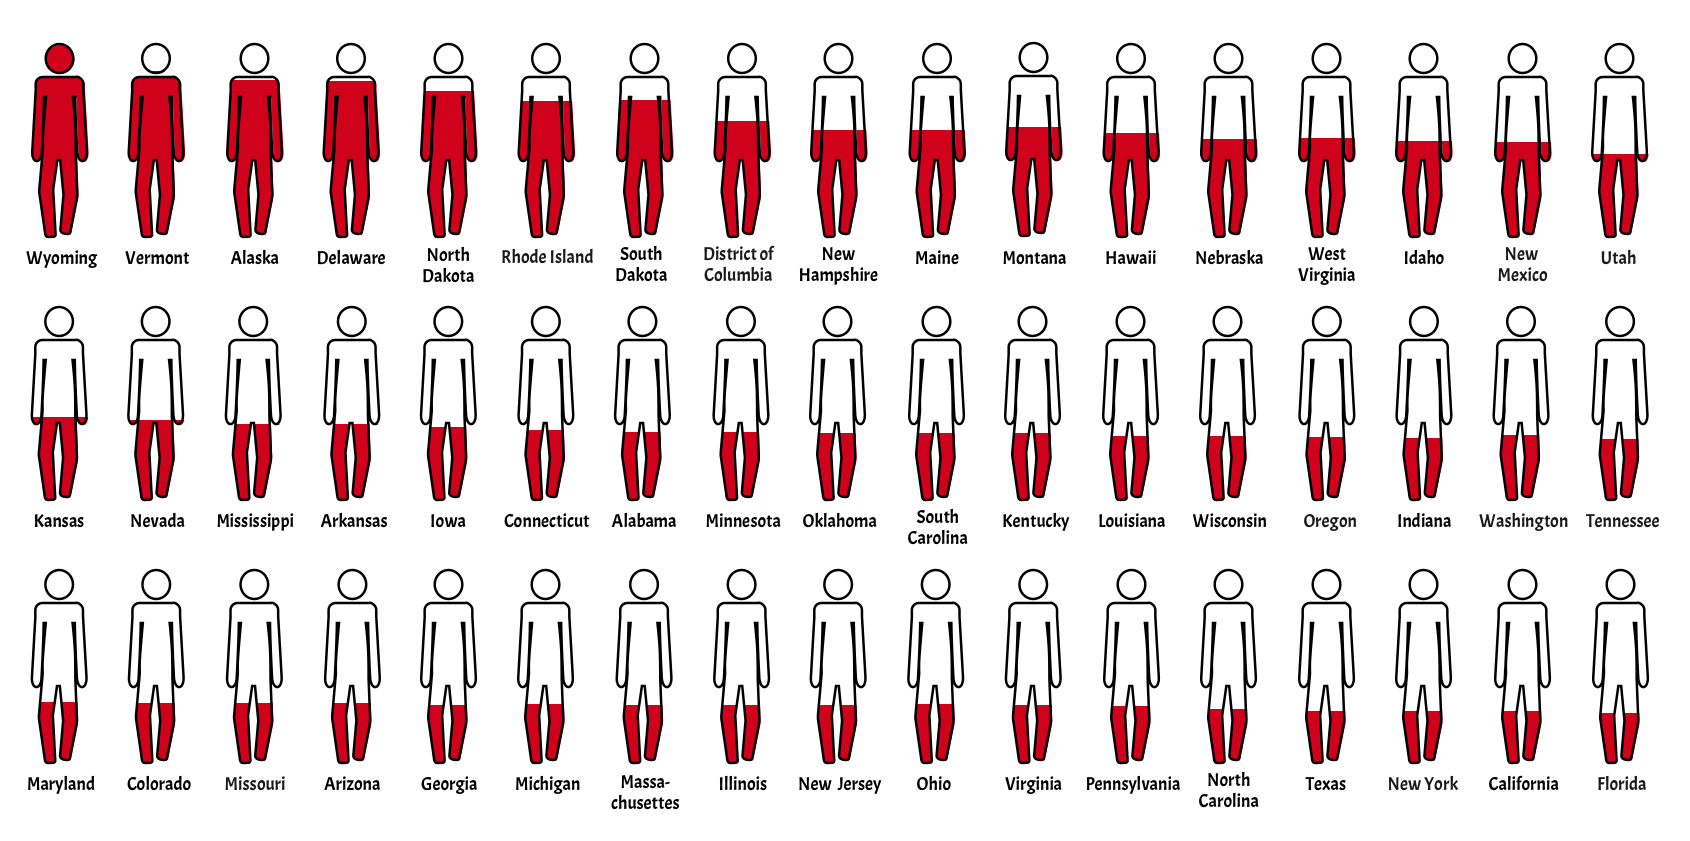 Wyoming Vermont Alaska Delaware North Dakota Rhode Island South Dakota District of Columbia New Hampshire Maine Montana Hawaii Nebraska West Virginia Idaho New Mexico Utah
Kansas Nevada Mississippi Arkansas Iowa Connecticut Alabama Minnesota Oklahoma South Carolina Kentucky Louisiana Wisconsin Oregon Indiana Washington Tennessee
Maryland Colorado Missouri Arizona Georgia Michigan Massa-chusettes Illinois New Jersey Ohio Virginia Pennsylvania North Carolina Texas New York California Florida